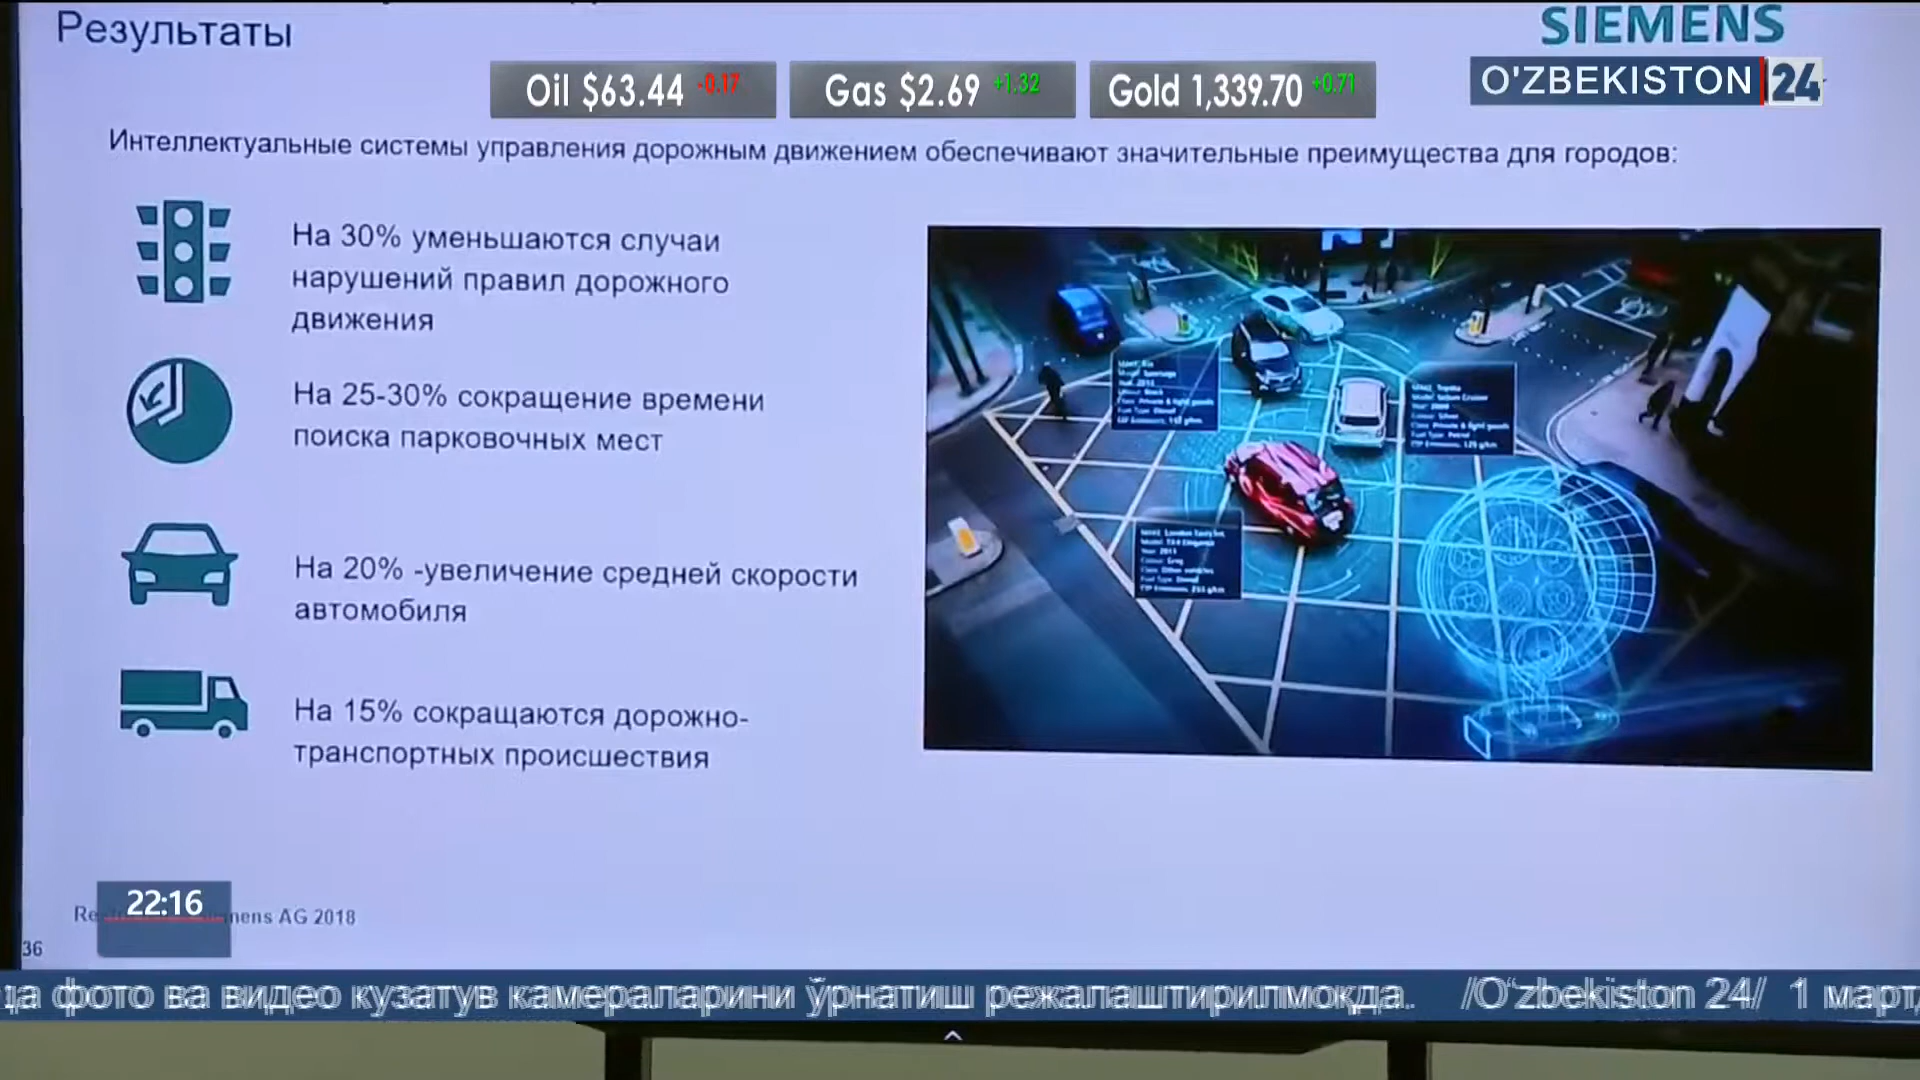 Результаты
SIEMENS
Oil $63.44 -0.17
Gas $2.69 +1.32
Gold 1,339.70 +0.71
O'ZBEKISTON 24
Интеллектуальные системы управления дорожным движением обеспечивают значительные преимущества для городов:
На 30% уменьшаются случаи
нарушений правил дорожного
движения
На 25-30% сокращение времени
поиска парковочных мест
На 20% -увеличение средней скорости
автомобиля
На 15% сокращаются дорожно-
транспортных происшествия
22:16
AG 2018
36
фото ва видео кузатув камераларини ўрнатиш режалаштирилмоқда. /O‘zbekiston 24/ 1 март